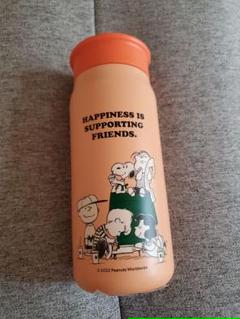 HAPPINESS IS
SUPPORTING
FRIENDS.
© 2022 Peanuts Worldwide